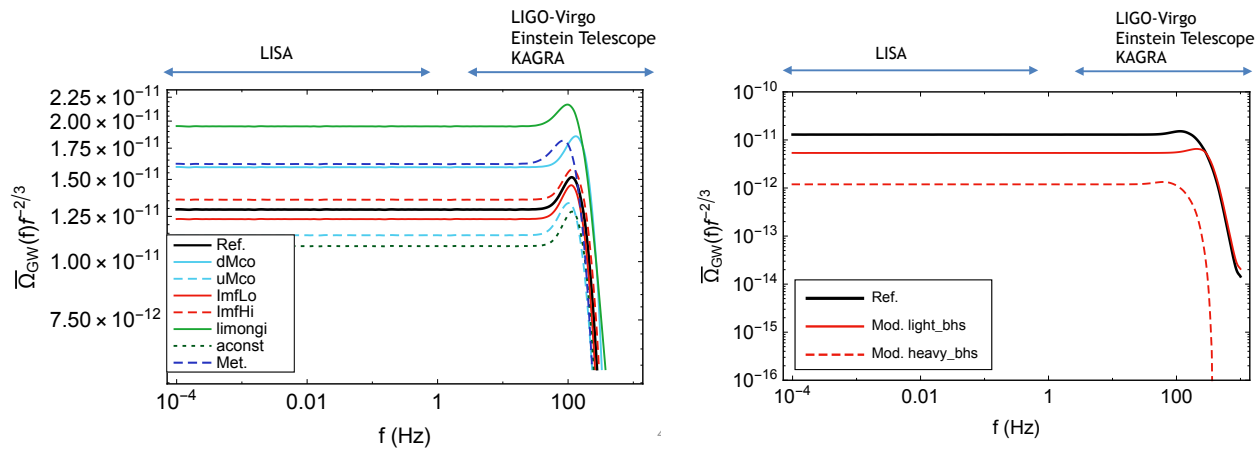 LIGO-Virgo
Einstein Telescope
KAGRA
LISA
2.25 × 10⁻¹¹
2.00 × 10⁻¹¹
1.75 × 10⁻¹¹
1.50 × 10⁻¹¹
1.25 × 10⁻¹¹
1.00 × 10⁻¹¹
7.50 × 10⁻¹²
Ω̅_GW(f)f^−2/3
Ref.
dMco
uMco
ImfLo
ImfHi
limongi
aconst
Met.
10⁻⁴ 0.01 1 100
f (Hz)
LIGO-Virgo
Einstein Telescope
KAGRA
LISA
10⁻¹⁰
10⁻¹¹
10⁻¹²
10⁻¹³
10⁻¹⁴
10⁻¹⁵
10⁻¹⁶
Ω̅_GW(f)f^−2/3
Ref.
Mod. light_bhs
Mod. heavy_bhs
10⁻⁴ 0.01 1 100
f (Hz)